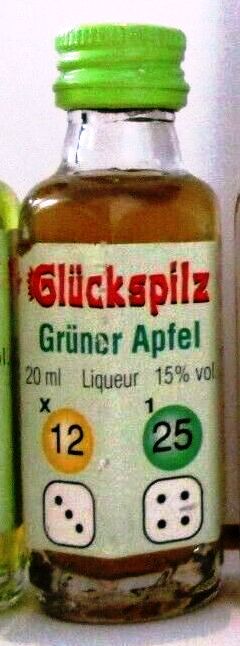 Glückspilz
Grüner Apfel
20 ml Liqueur 15% vol
X 1
12 25